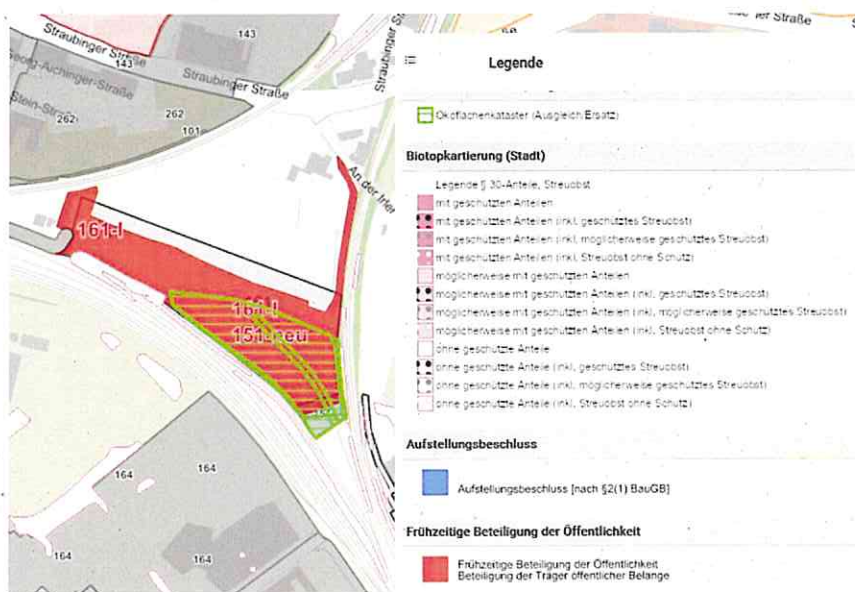 143
Straubinger Straße
143
Georg-Aichinger-Straße
Straubinger Straße
262
262
101
An der Irler
161-I
161-I
151-neu
164
164
164
164
Legende
Ökoflächenkataster (Ausgleich/Ersatz)
Biotopkartierung (Stadt)
Legende § 30-Anteile, Streuobst
mit geschützten Anteilen
mit geschützten Anteilen (inkl. geschütztes Streuobst)
mit geschützten Anteilen (inkl. möglicherweise geschütztes Streuobst)
mit geschützten Anteilen (inkl. Streuobst ohne Schutz)
möglicherweise mit geschützten Anteilen
möglicherweise mit geschützten Anteilen (inkl. geschütztes Streuobst)
möglicherweise mit geschützten Anteilen (inkl. möglicherweise geschütztes Streuobst)
möglicherweise mit geschützten Anteilen (inkl. Streuobst ohne Schutz)
ohne geschützte Anteile
ohne geschützte Anteile (inkl. geschütztes Streuobst)
ohne geschützte Anteile (inkl. möglicherweise geschütztes Streuobst)
ohne geschützte Anteile (inkl. Streuobst ohne Schutz)
Aufstellungsbeschluss
Aufstellungsbeschluss [nach §2(1) BauGB]
Frühzeitige Beteiligung der Öffentlichkeit
Frühzeitige Beteiligung der Öffentlichkeit
Beteiligung der Träger öffentlicher Belange